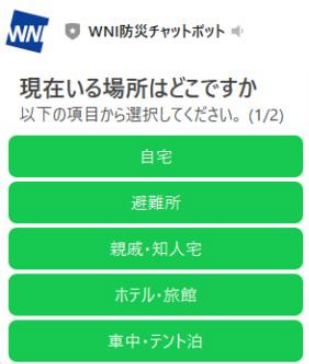 WNI
WNI防災チャットボット
現在いる場所はどこですか
以下の項目から選択してください。(1/2)
自宅
避難所
親戚・知人宅
ホテル・旅館
車中・テント泊